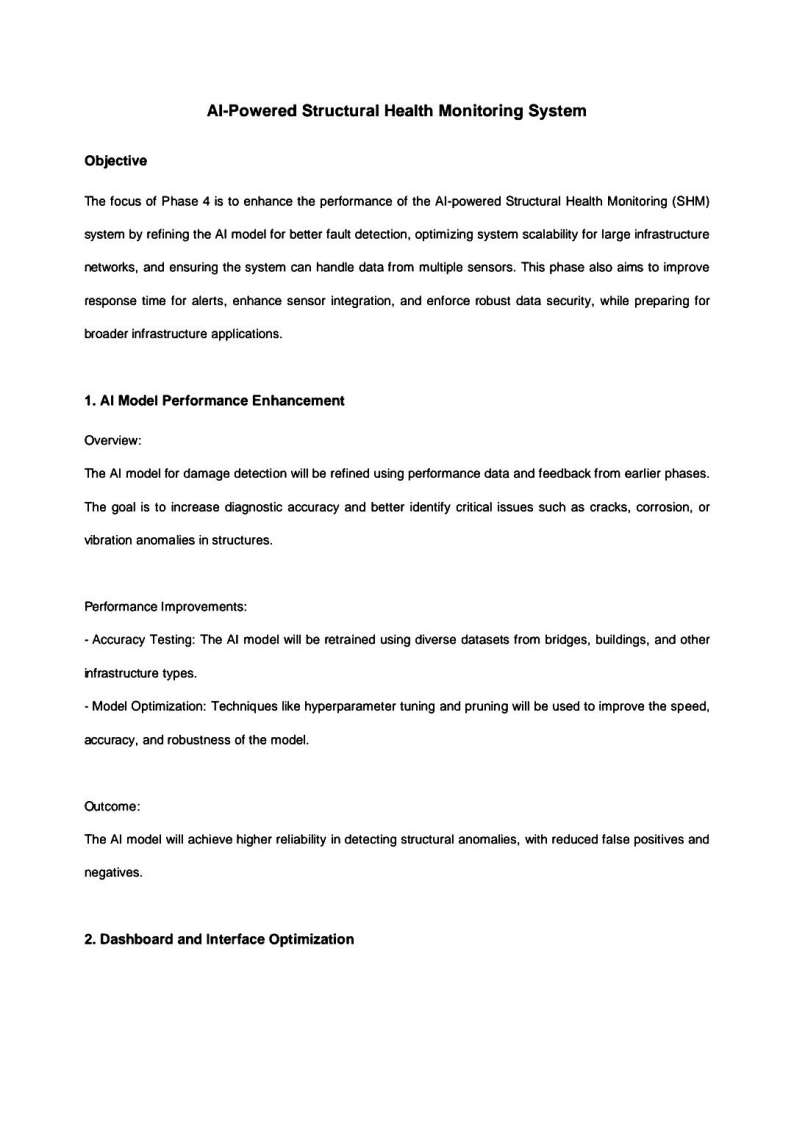 AI-Powered Structural Health Monitoring System
Objective
The focus of Phase 4 is to enhance the performance of the AI-powered Structural Health Monitoring (SHM)
system by refining the AI model for better fault detection, optimizing system scalability for large infrastructure
networks, and ensuring the system can handle data from multiple sensors. This phase also aims to improve
response time for alerts, enhance sensor integration, and enforce robust data security, while preparing for
broader infrastructure applications.
1. AI Model Performance Enhancement
Overview:
The AI model for damage detection will be refined using performance data and feedback from earlier phases.
The goal is to increase diagnostic accuracy and better identify critical issues such as cracks, corrosion, or
vibration anomalies in structures.
Performance Improvements:
- Accuracy Testing: The AI model will be retrained using diverse datasets from bridges, buildings, and other
infrastructure types.
- Model Optimization: Techniques like hyperparameter tuning and pruning will be used to improve the speed,
accuracy, and robustness of the model.
Outcome:
The AI model will achieve higher reliability in detecting structural anomalies, with reduced false positives and
negatives.
2. Dashboard and Interface Optimization